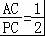 AC/PC = 1/2